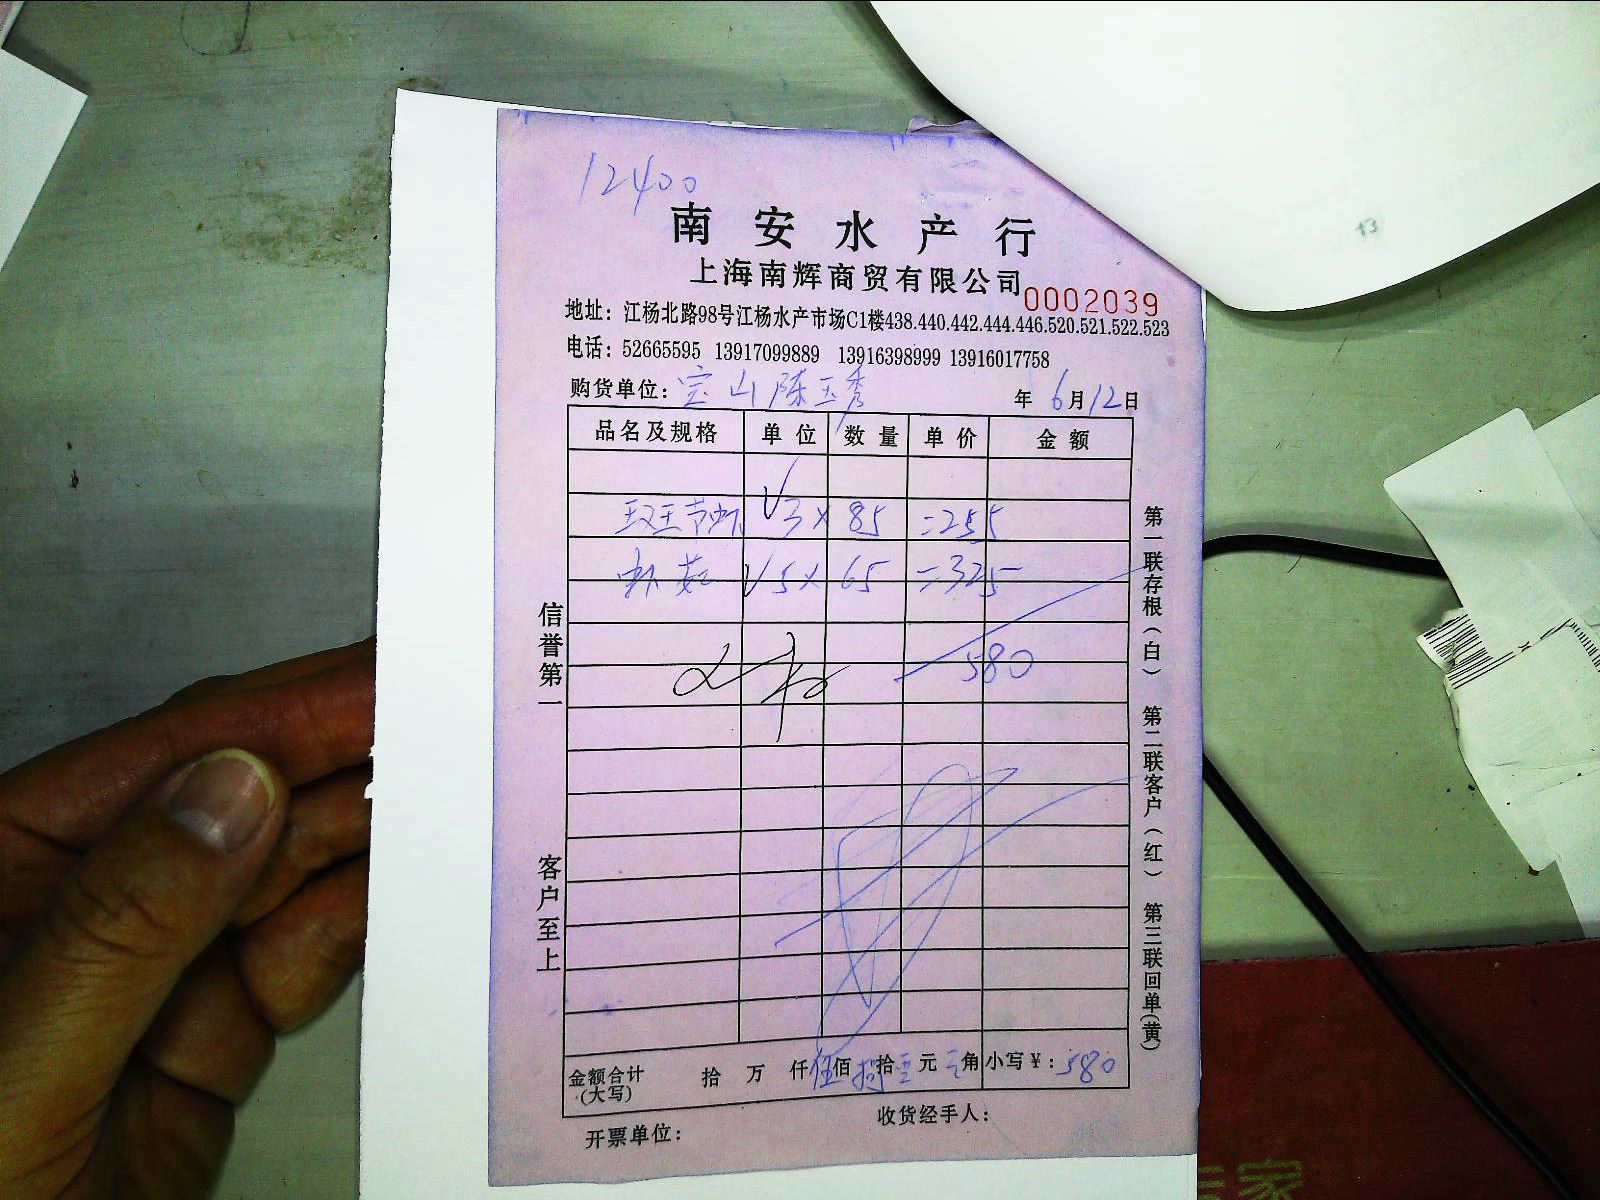 12400
南安水产行
上海南辉商贸有限公司
0002039
地址：江杨北路98号江杨水产市场C1楼438.440.442.444.446.520.521.522.523
电话：52665595 13917099889 13916398999 13916017758
购货单位：宝山陈玉秀 年6月12日
品名及规格 单位 数量 单价 金额
节虾 √3× 85 =255
虾 √5× 65 =325
580
金额合计(大写) 拾 万 仟伍佰捌拾 元 角 小写￥：580
开票单位：
收货经手人：
信誉第一
客户至上
第一联存根（白） 第二联客户（红） 第三联回单(黄)